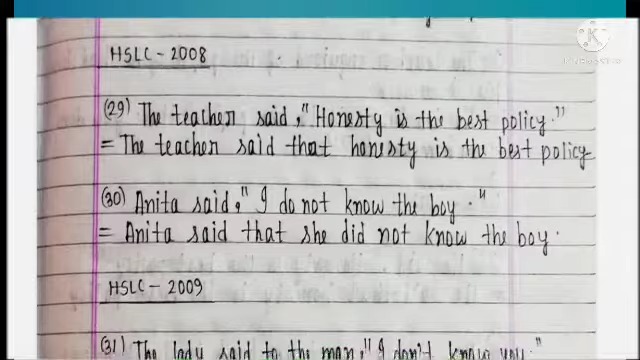 HSLC - 2008
(29) The teacher said, "Honesty is the best policy."
= The teacher said that honesty is the best policy
(30) Anita said, "I do not know the boy."
= Anita said that she did not know the boy.
HSLC - 2009
(31) The lady said to the man, "I don't know you."